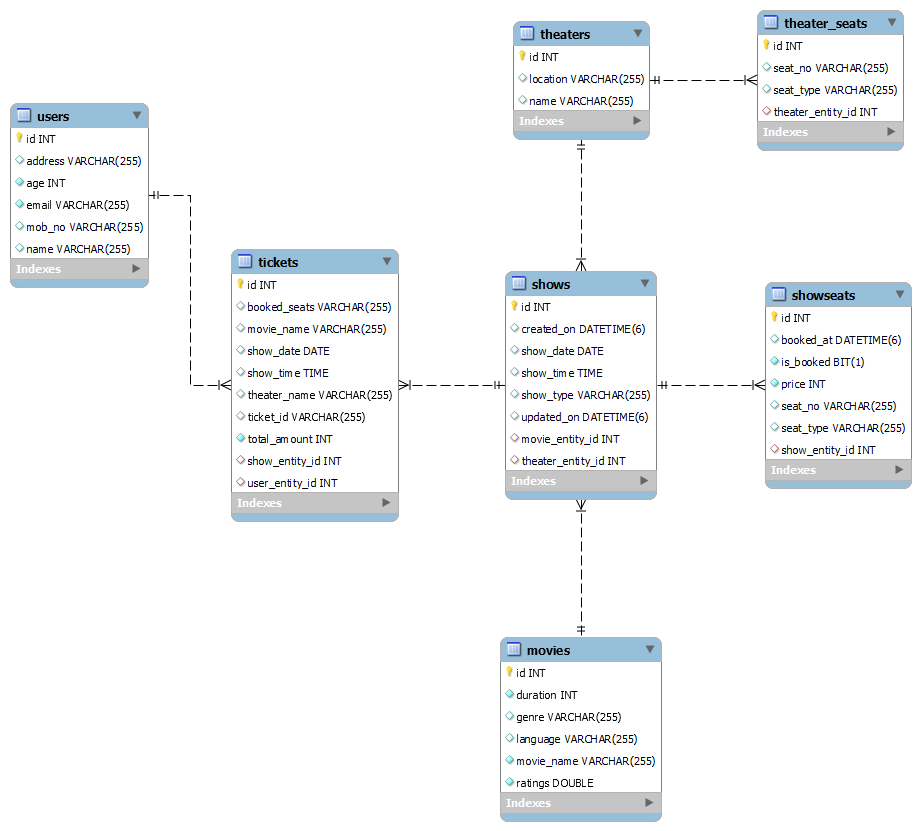 users
id INT
address VARCHAR(255)
age INT
email VARCHAR(255)
mob_no VARCHAR(255)
name VARCHAR(255)
Indexes
tickets
id INT
booked_seats VARCHAR(255)
movie_name VARCHAR(255)
show_date DATE
show_time TIME
theater_name VARCHAR(255)
ticket_id VARCHAR(255)
total_amount INT
show_entity_id INT
user_entity_id INT
Indexes
theaters
id INT
location VARCHAR(255)
name VARCHAR(255)
Indexes
theater_seats
id INT
seat_no VARCHAR(255)
seat_type VARCHAR(255)
theater_entity_id INT
Indexes
shows
id INT
created_on DATETIME(6)
show_date DATE
show_time TIME
show_type VARCHAR(255)
updated_on DATETIME(6)
movie_entity_id INT
theater_entity_id INT
Indexes
showseats
id INT
booked_at DATETIME(6)
is_booked BIT(1)
price INT
seat_no VARCHAR(255)
seat_type VARCHAR(255)
show_entity_id INT
Indexes
movies
id INT
duration INT
genre VARCHAR(255)
language VARCHAR(255)
movie_name VARCHAR(255)
ratings DOUBLE
Indexes